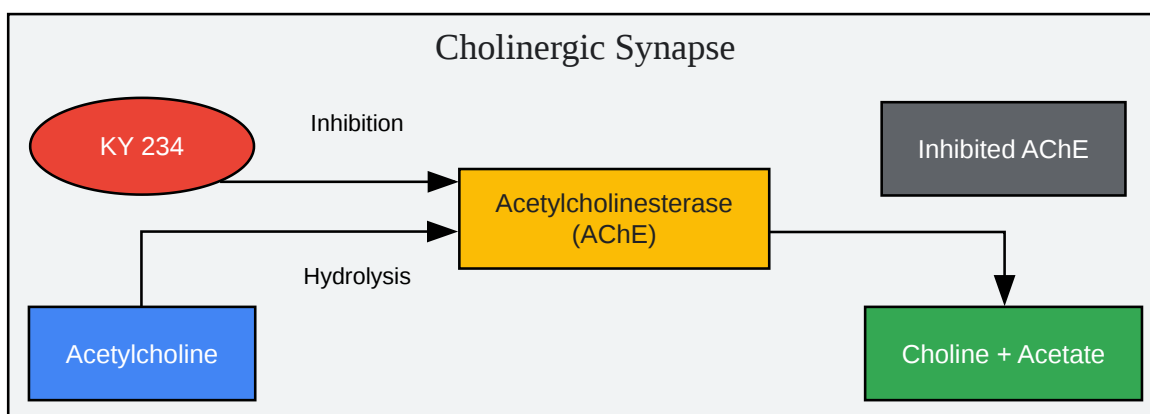 Cholinergic Synapse
KY 234
Inhibition
Inhibited AChE
Acetylcholinesterase
(AChE)
Hydrolysis
Acetylcholine
Choline + Acetate